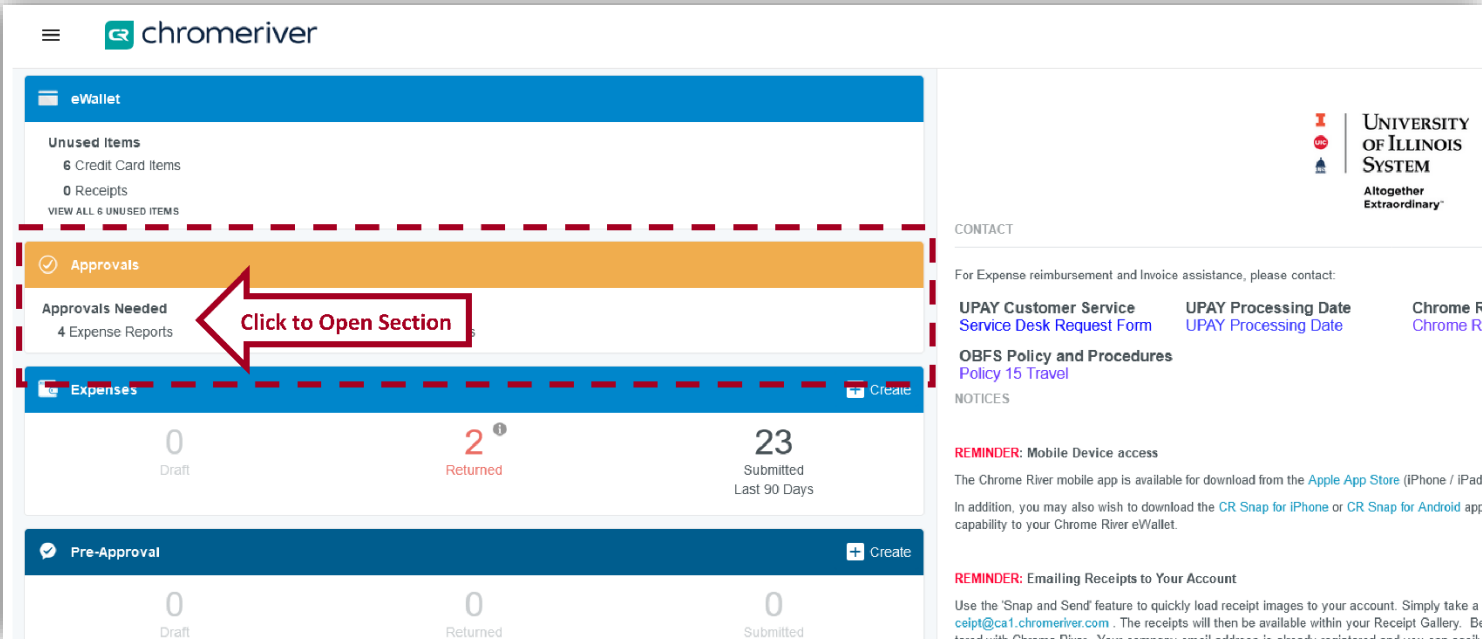 CR chromeriver
eWallet
Unused Items
6 Credit Card Items
0 Receipts
VIEW ALL 6 UNUSED ITEMS
Approvals
Approvals Needed
4 Expense Reports
Click to Open Section
Expenses
Create
0
Draft
2
Returned
23
Submitted
Last 90 Days
Pre-Approval
Create
0
Draft
0
Returned
0
Submitted
I
UIC
UNIVERSITY
OF ILLINOIS
SYSTEM
Altogether
Extraordinary™
CONTACT
For Expense reimbursement and Invoice assistance, please contact:
UPAY Customer Service
Service Desk Request Form
UPAY Processing Date
UPAY Processing Date
Chrome R
Chrome R
OBFS Policy and Procedures
Policy 15 Travel
NOTICES
REMINDER: Mobile Device access
The Chrome River mobile app is available for download from the Apple App Store (iPhone / iPad
In addition, you may also wish to download the CR Snap for iPhone or CR Snap for Android app
capability to your Chrome River eWallet.
REMINDER: Emailing Receipts to Your Account
Use the 'Snap and Send' feature to quickly load receipt images to your account. Simply take a
ceipt@ca1.chromeriver.com . The receipts will then be available within your Receipt Gallery.